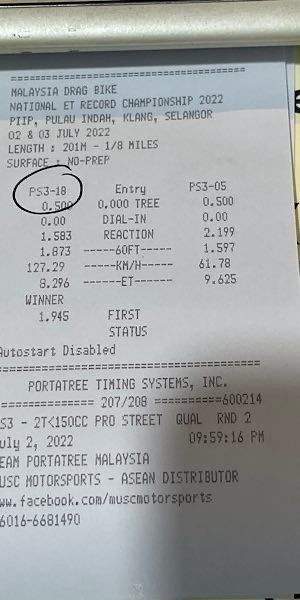 ================================================
MALAYSIA DRAG BIKE
NATIONAL ET RECORD CHAMPIONSHIP 2022
PIIP, PULAU INDAH, KLANG, SELANGOR
02 & 03 JULY 2022
LENGTH : 201M - 1/8 MILES
SURFACE : NO-PREP
PS3-18 Entry PS3-05
0.500 0.000 TREE 0.500
0.00 DIAL-IN 0.00
1.583 REACTION 2.199
1.873 -----60FT----- 1.597
127.29 -----KM/H----- 61.78
8.296 ------ET------ 9.625
WINNER
1.945 FIRST
STATUS
Autostart Disabled
================================================
PORTATREE TIMING SYSTEMS, INC.
============== 207/208 ==========600214
S3 - 2T<150CC PRO STREET QUAL RND 2
uly 2, 2022 09:59:16 PM
EAM PORTATREE MALAYSIA
USC MOTORSPORTS - ASEAN DISTRIBUTOR
ww.facebook.com/muscmotorsports
6016-6681490